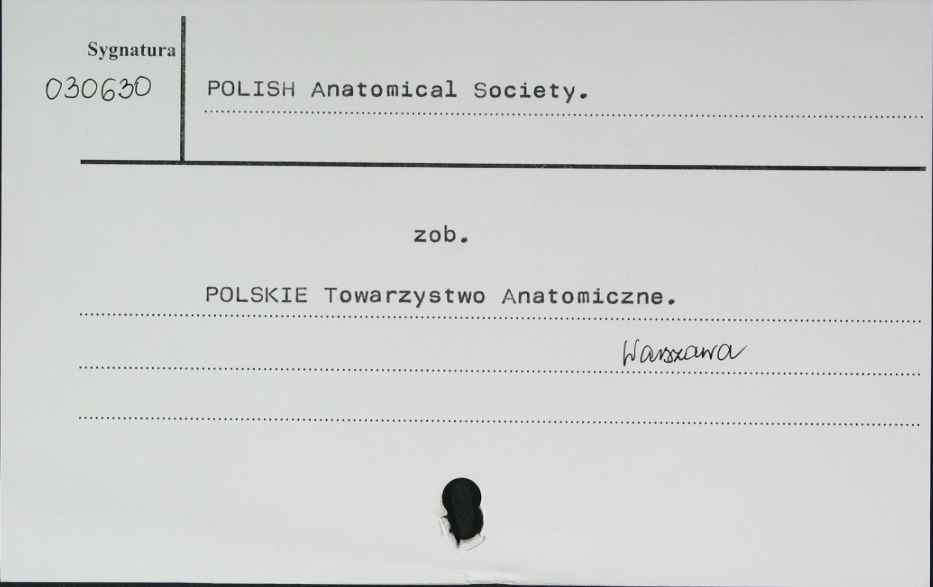 Sygnatura
030630
POLISH Anatomical Society.
zob.
POLSKIE Towarzystwo Anatomiczne.
Warszawa